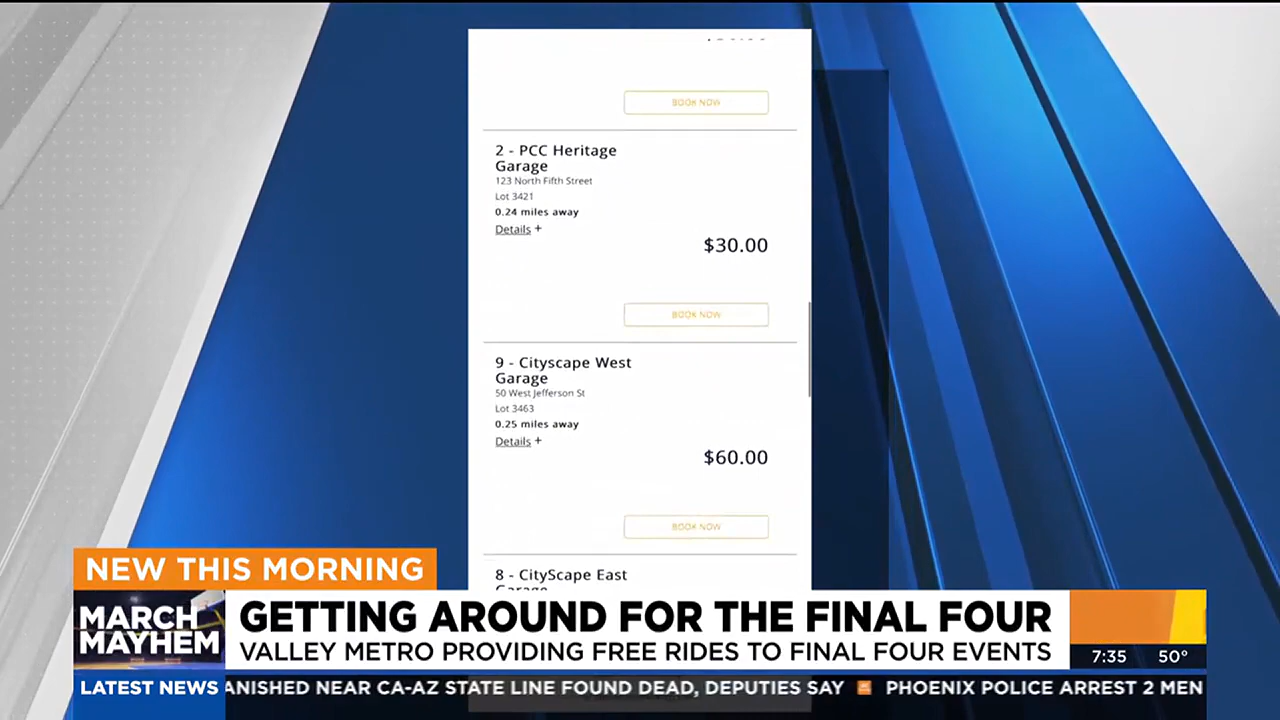 BOOK NOW
2 - PCC Heritage
Garage
123 North Fifth Street
Lot 3421
0.24 miles away
Details +
$30.00
BOOK NOW
9 - Cityscape West
Garage
50 West Jefferson St
Lot 3463
0.25 miles away
Details +
$60.00
BOOK NOW
8 - CityScape East
Garage
NEW THIS MORNING
MARCH
MAYHEM
GETTING AROUND FOR THE FINAL FOUR
VALLEY METRO PROVIDING FREE RIDES TO FINAL FOUR EVENTS
7:35 50°
LATEST NEWS ANISHED NEAR CA-AZ STATE LINE FOUND DEAD, DEPUTIES SAY PHOENIX POLICE ARREST 2 MEN